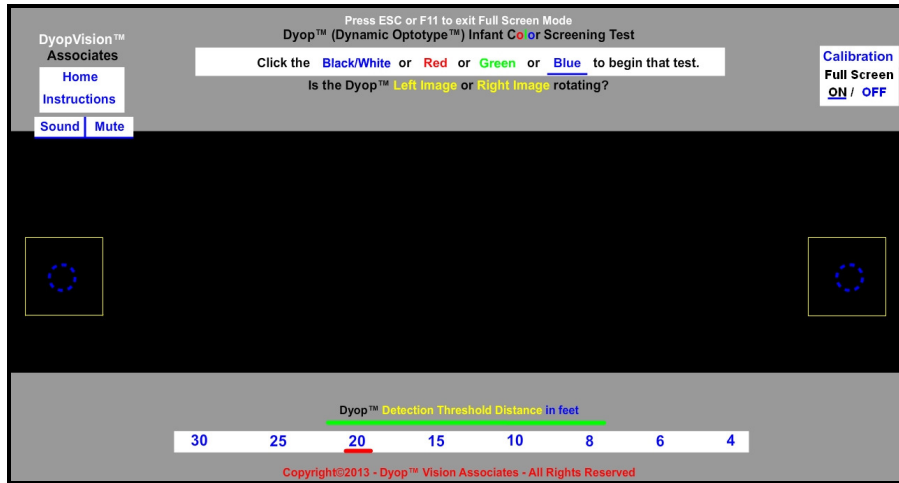 Press ESC or F11 to exit Full Screen Mode
DyopVision™
Associates
Home
Instructions
Sound Mute
Dyop™ (Dynamic Optotype™) Infant Color Screening Test
Click the Black/White or Red or Green or Blue to begin that test.
Is the Dyop™ Left Image or Right Image rotating?
Calibration
Full Screen
ON / OFF
Dyop™ Detection Threshold Distance in feet
30 25 20 15 10 8 6 4
Copyright©2013 - Dyop™ Vision Associates - All Rights Reserved